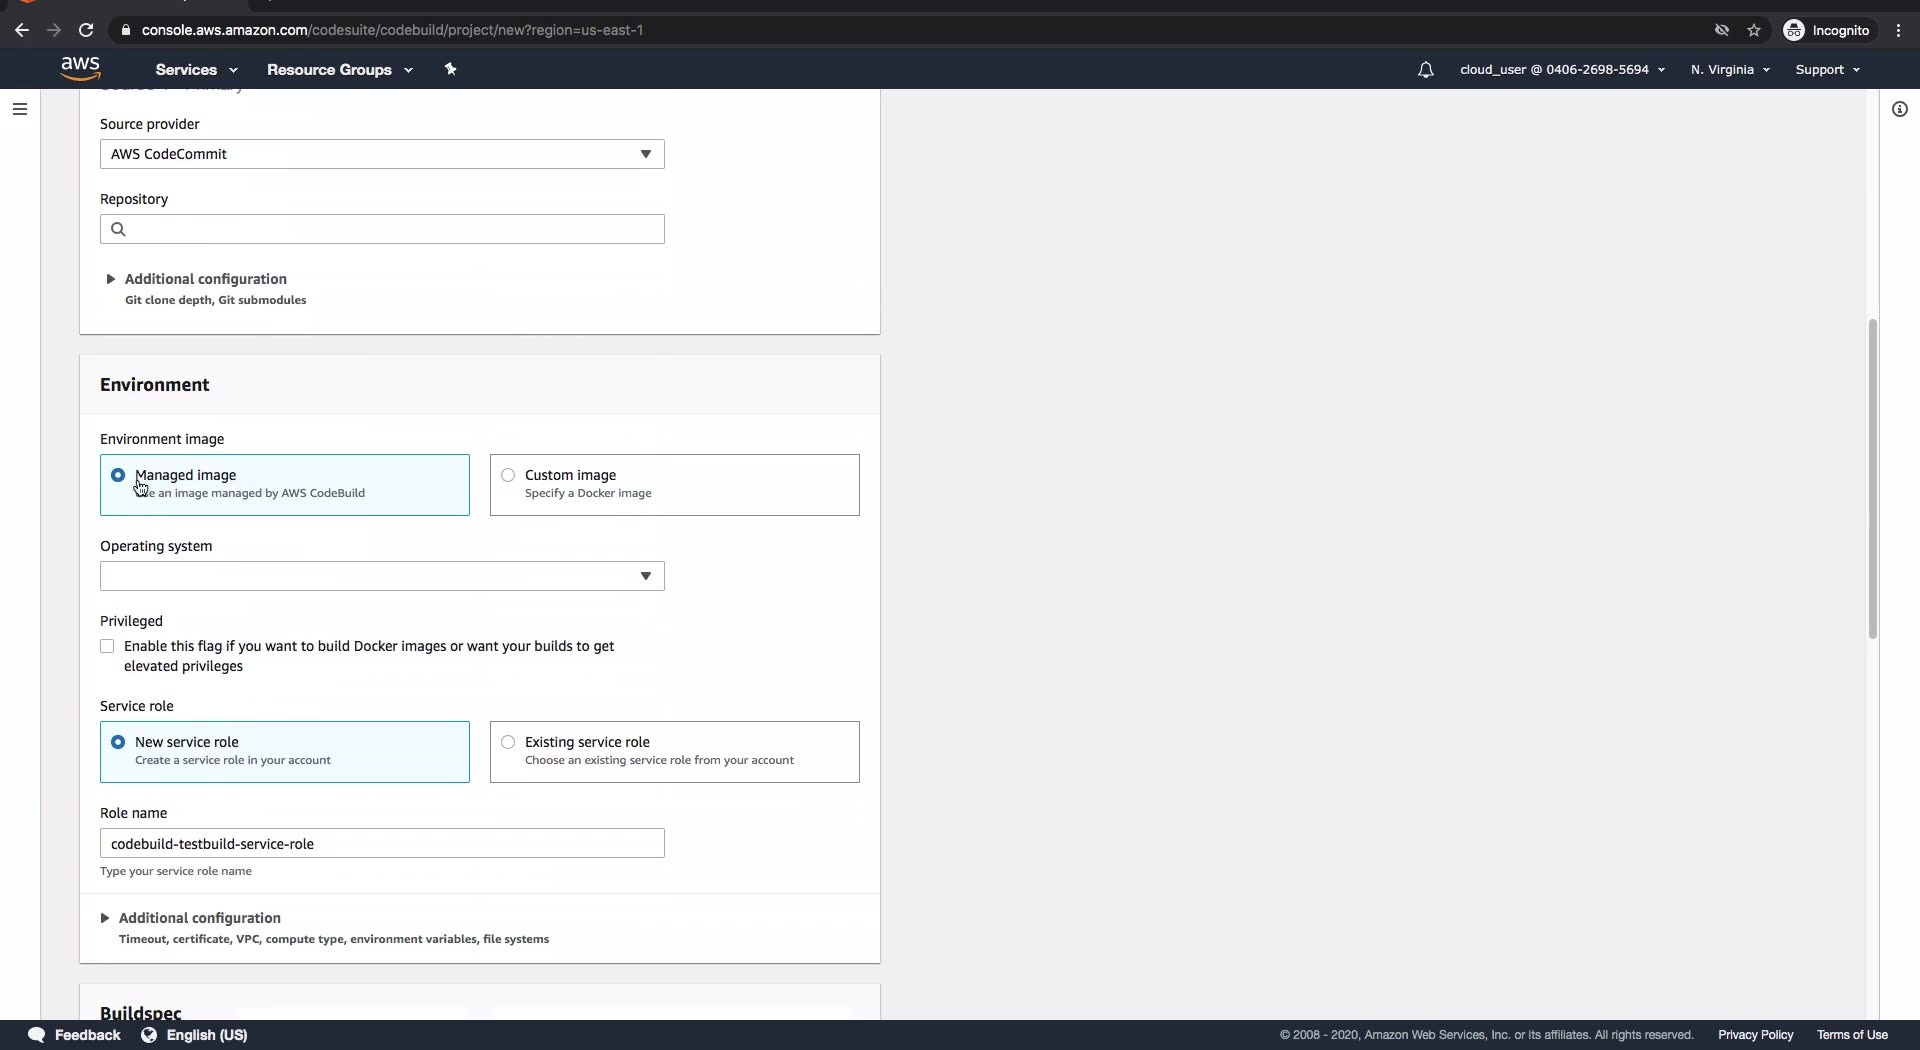 console.aws.amazon.com/codesuite/codebuild/project/new?region=us-east-1
Incognito
aws
Services
Resource Groups
cloud_user @ 0406-2698-5694
N. Virginia
Support
Source provider
AWS CodeCommit
Repository
Additional configuration
Git clone depth, Git submodules
Environment
Environment image
Managed image
an image managed by AWS CodeBuild
Custom image
Specify a Docker image
Operating system
Privileged
Enable this flag if you want to build Docker images or want your builds to get
elevated privileges
Service role
New service role
Create a service role in your account
Existing service role
Choose an existing service role from your account
Role name
codebuild-testbuild-service-role
Type your service role name
Additional configuration
Timeout, certificate, VPC, compute type, environment variables, file systems
Buildspec
Feedback
English (US)
© 2008 - 2020, Amazon Web Services, Inc. or its affiliates. All rights reserved.
Privacy Policy
Terms of Use